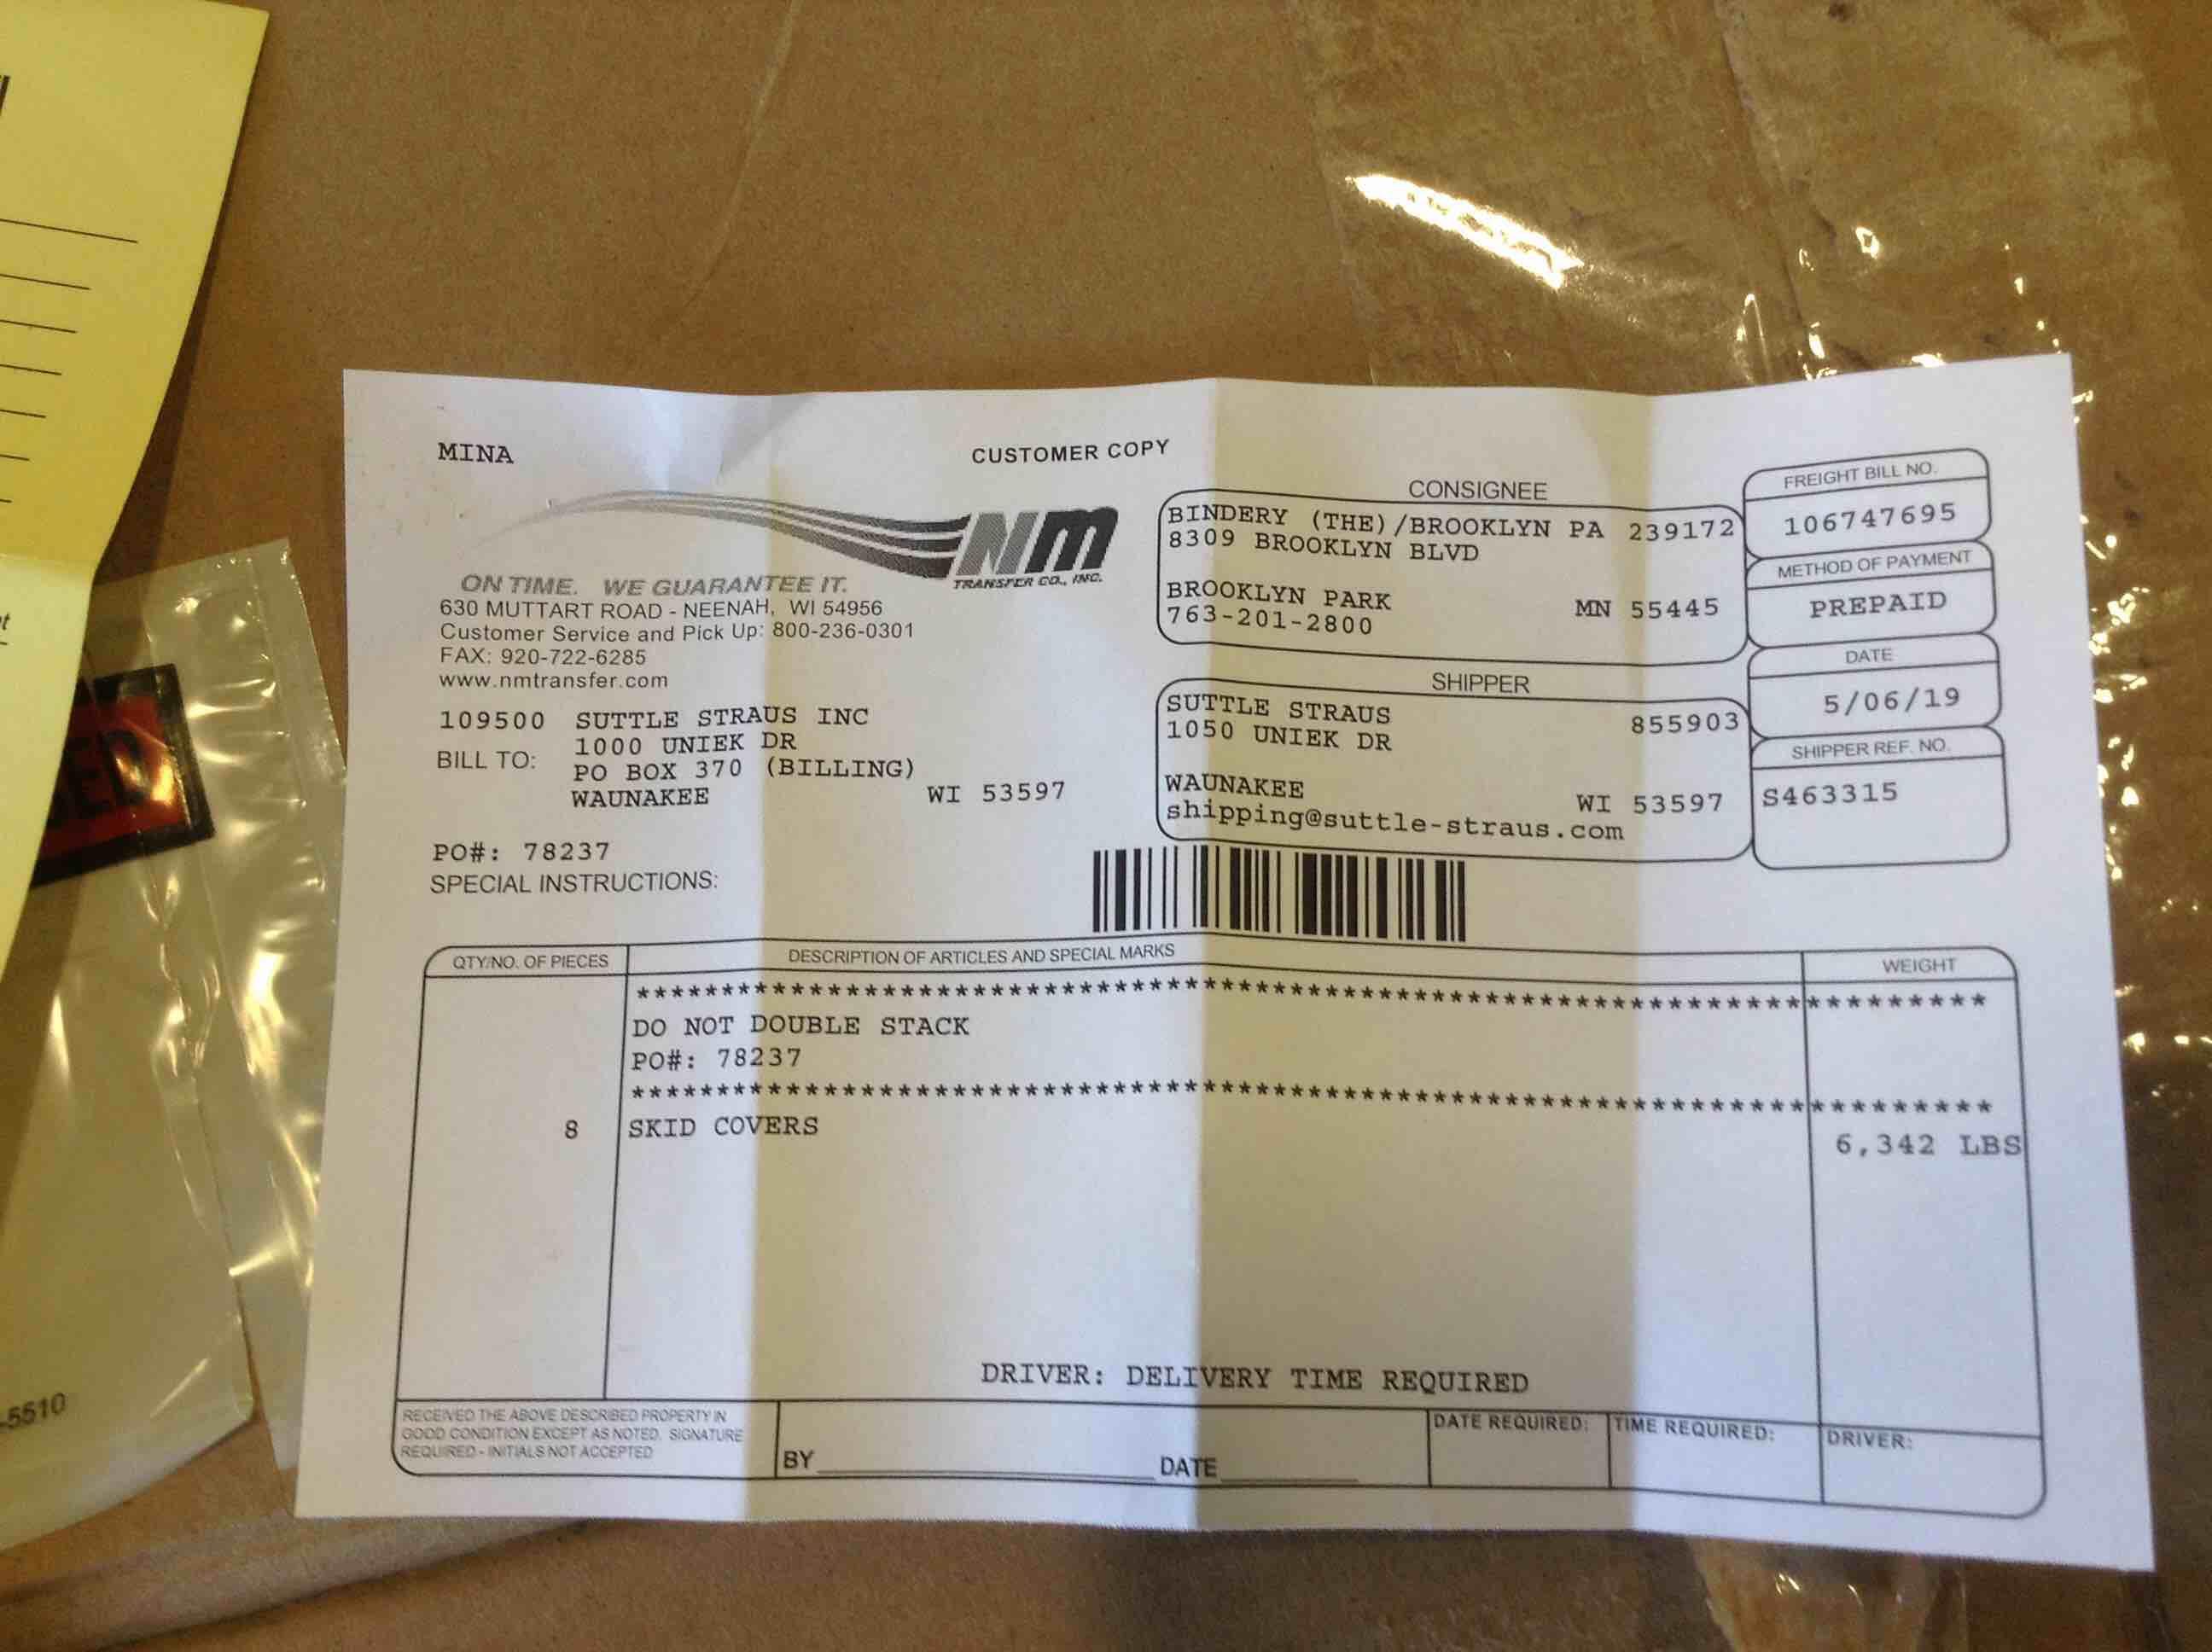 MINA
CUSTOMER COPY
NM
TRANSFER CO., INC.
ON TIME. WE GUARANTEE IT.
630 MUTTART ROAD - NEENAH, WI 54956
Customer Service and Pick Up: 800-236-0301
FAX: 920-722-6285
www.nmtransfer.com
109500 SUTTLE STRAUS INC
BILL TO: 1000 UNIEK DR
PO BOX 370 (BILLING)
WAUNAKEE WI 53597
PO#: 78237
SPECIAL INSTRUCTIONS:
CONSIGNEE
BINDERY (THE)/BROOKLYN PA 239172
8309 BROOKLYN BLVD
BROOKLYN PARK MN 55445
763-201-2800
SHIPPER
SUTTLE STRAUS 855903
1050 UNIEK DR
WAUNAKEE WI 53597
shipping@suttle-straus.com
FREIGHT BILL NO.
106747695
METHOD OF PAYMENT
PREPAID
DATE
5/06/19
SHIPPER REF. NO.
S463315
QTY/NO. OF PIECES DESCRIPTION OF ARTICLES AND SPECIAL MARKS WEIGHT
DO NOT DOUBLE STACK
PO#: 78237
8 SKID COVERS 6,342 LBS
DRIVER: DELIVERY TIME REQUIRED
RECEIVED THE ABOVE DESCRIBED PROPERTY IN
GOOD CONDITION EXCEPT AS NOTED. SIGNATURE
REQUIRED - INITIALS NOT ACCEPTED
BY DATE
DATE REQUIRED: TIME REQUIRED: DRIVER:
-5510